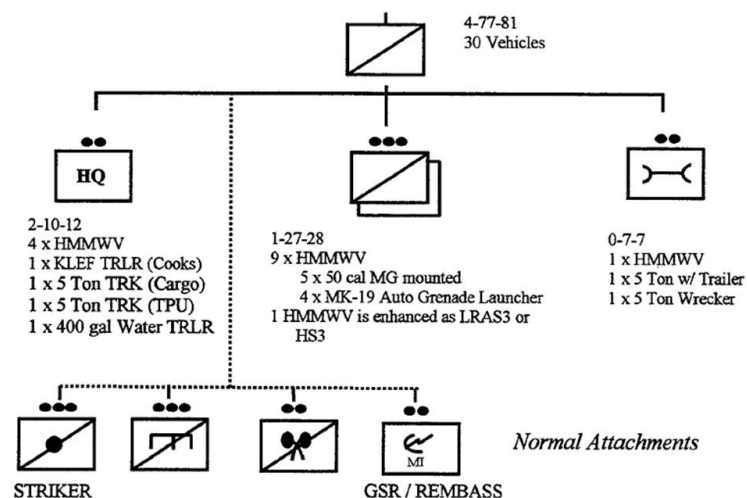 4-77-81
30 Vehicles
HQ
2-10-12
4 x HMMWV
1 x KLEF TRLR (Cooks)
1 x 5 Ton TRK (Cargo)
1 x 5 Ton TRK (TPU)
1 x 400 gal Water TRLR
1-27-28
9 x HMMWV
5 x 50 cal MG mounted
4 x MK-19 Auto Grenade Launcher
1 HMMWV is enhanced as LRAS3 or
HS3
0-7-7
1 x HMMWV
1 x 5 Ton w/ Trailer
1 x 5 Ton Wrecker
MI
Normal Attachments
STRIKER
GSR / REMBASS